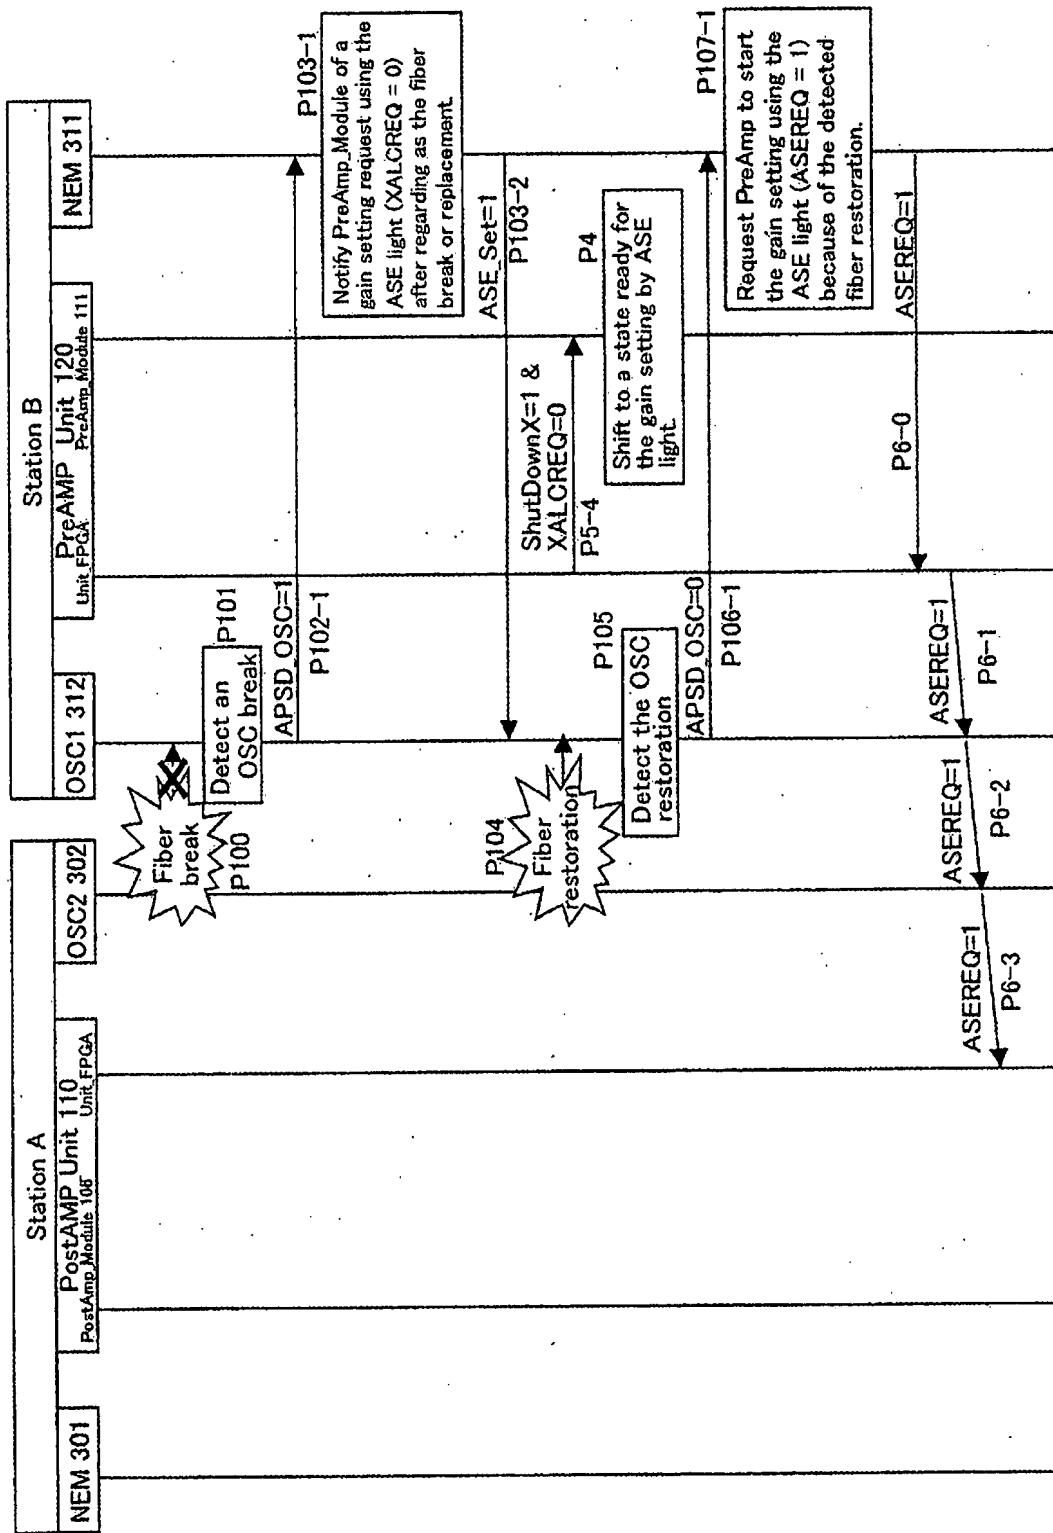 Station A
Station B
NEM 301
PostAMP Unit 110
PostAmp_Module 108
Unit_FPGA
OSC2 302
OSC1 312
PreAMP Unit 120
Unit_FPGA
PreAmp_Module 111
NEM 311
Fiber
break
P100
Detect an
OSC break
P101
APSD_OSC=1
P102-1
P103-1
Notify PreAmp_Module of a
gain setting request using the
ASE light (XALCREQ = 0)
after regarding as the fiber
break or replacement.
ASE_Set=1
P103-2
ShutDownX=1 &
XALCREQ=0
P5-4
P4
Shift to a state ready for
the gain setting by ASE
light.
P104
Fiber
restoration
P105
Detect the OSC
restoration
APSD_OSC=0
P106-1
P107-1
Request PreAmp to start
the gain setting using the
ASE light (ASEREQ = 1)
because of the detected
fiber restoration.
ASEREQ=1
P6-0
ASEREQ=1
P6-1
ASEREQ=1
P6-2
ASEREQ=1
P6-3